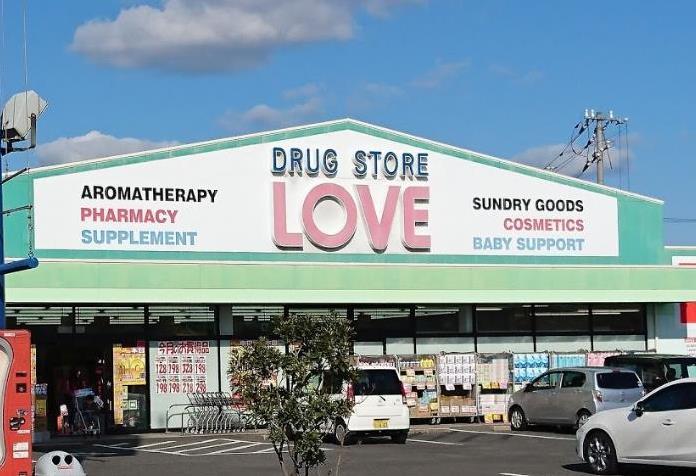 DRUG STORE
LOVE
AROMATHERAPY
PHARMACY
SUPPLEMENT
SUNDRY GOODS
COSMETICS
BABY SUPPORT